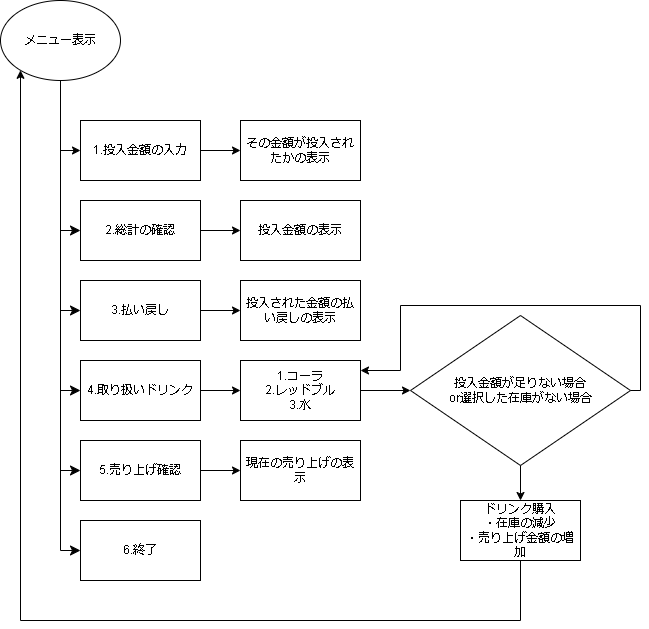 メニュー表示
1.投入金額の入力
その金額が投入され
たかの表示
2.総計の確認
投入金額の表示
3.払い戻し
投入された金額の払
い戻しの表示
4.取り扱いドリンク
1.コーラ
2.レッドブル
3.水
投入金額が足りない場合
or選択した在庫がない場合
5.売り上げ確認
現在の売り上げの表
示
ドリンク購入
・在庫の減少
・売り上げ金額の増
加
6.終了